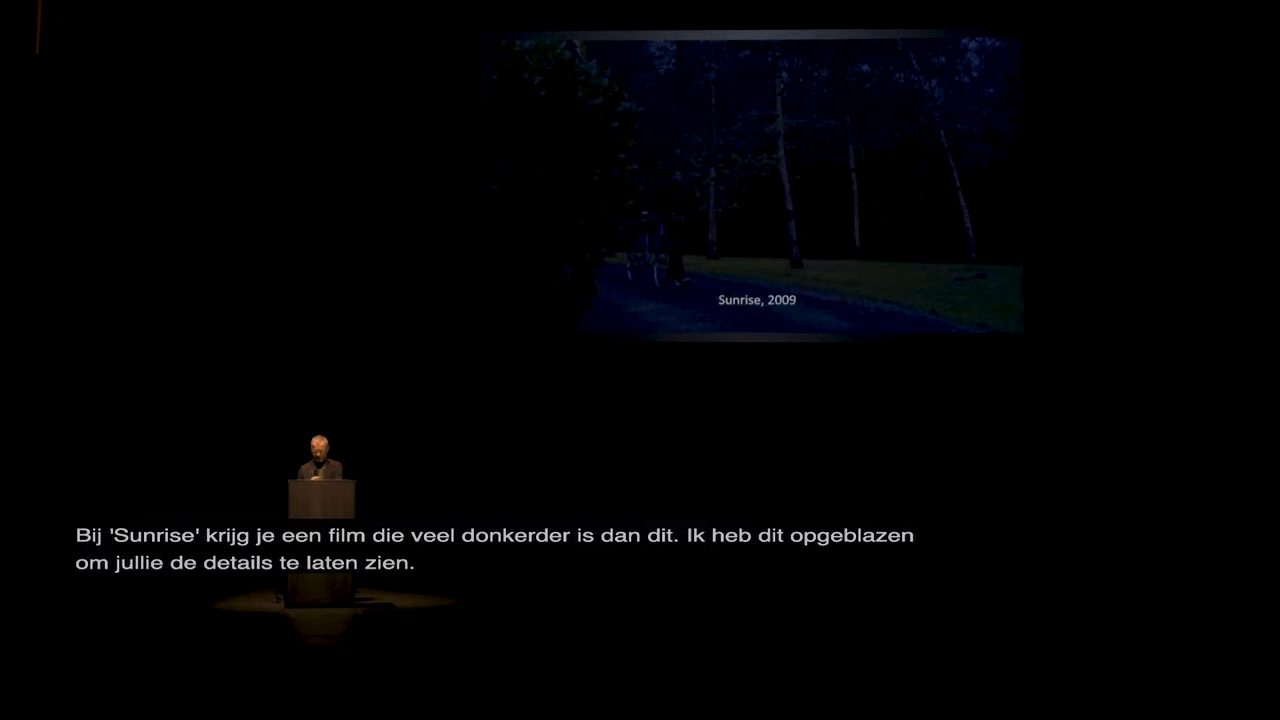 Sunrise, 2009
Bij 'Sunrise' krijg je een film die veel donkerder is dan dit. Ik heb dit opgeblazen
om jullie de details te laten zien.